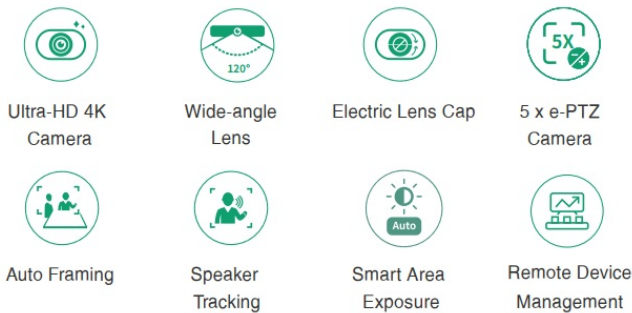 120°
5X
Ultra-HD 4K
Camera
Wide-angle
Lens
Electric Lens Cap
5 x e-PTZ
Camera
Auto
Auto Framing
Speaker
Tracking
Smart Area
Exposure
Remote Device
Management